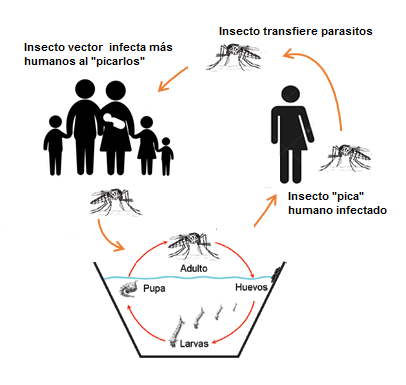 Insecto transfiere parasitos
Insecto vector  infecta más
humanos al "picarlos"
Insecto "pica"
humano infectado
Adulto
Pupa
Huevos
Larvas